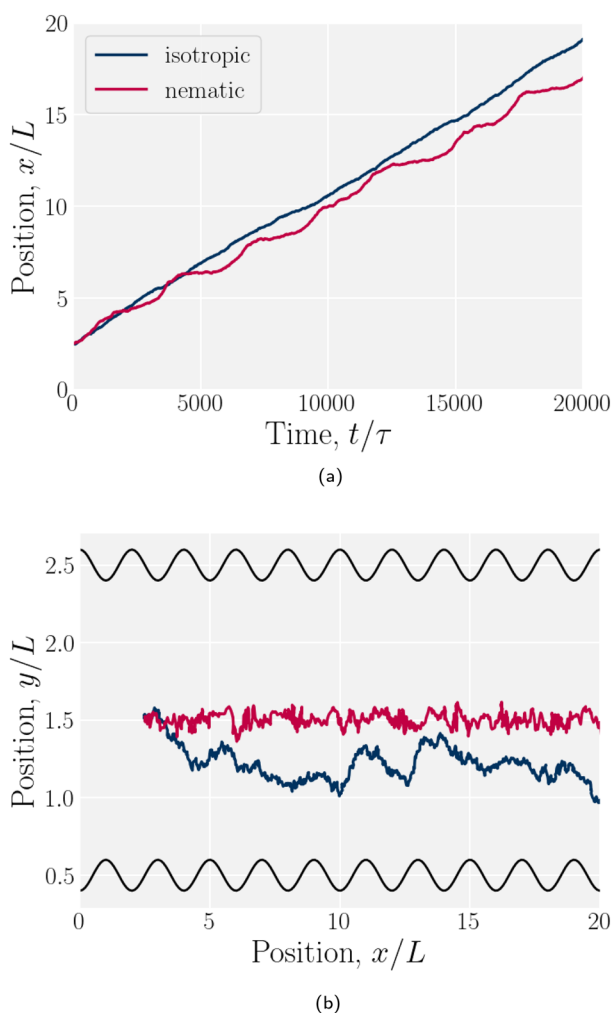 20
15
10
5
0
Position, x/L
isotropic
nematic
0 5000 10000 15000 20000
Time, t/τ
(a)
2.5
2.0
1.5
1.0
0.5
Position, y/L
0 5 10 15 20
Position, x/L
(b)